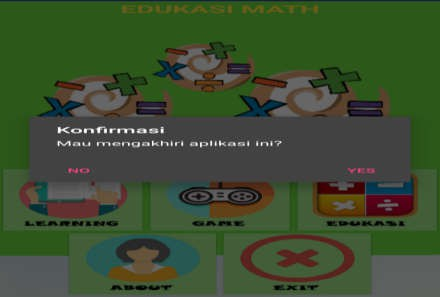 EDUKASI MATH
Konfirmasi
Mau mengakhiri aplikasi ini?
NO YES
LEARNING GAME EDUKASI
ABOUT EXIT